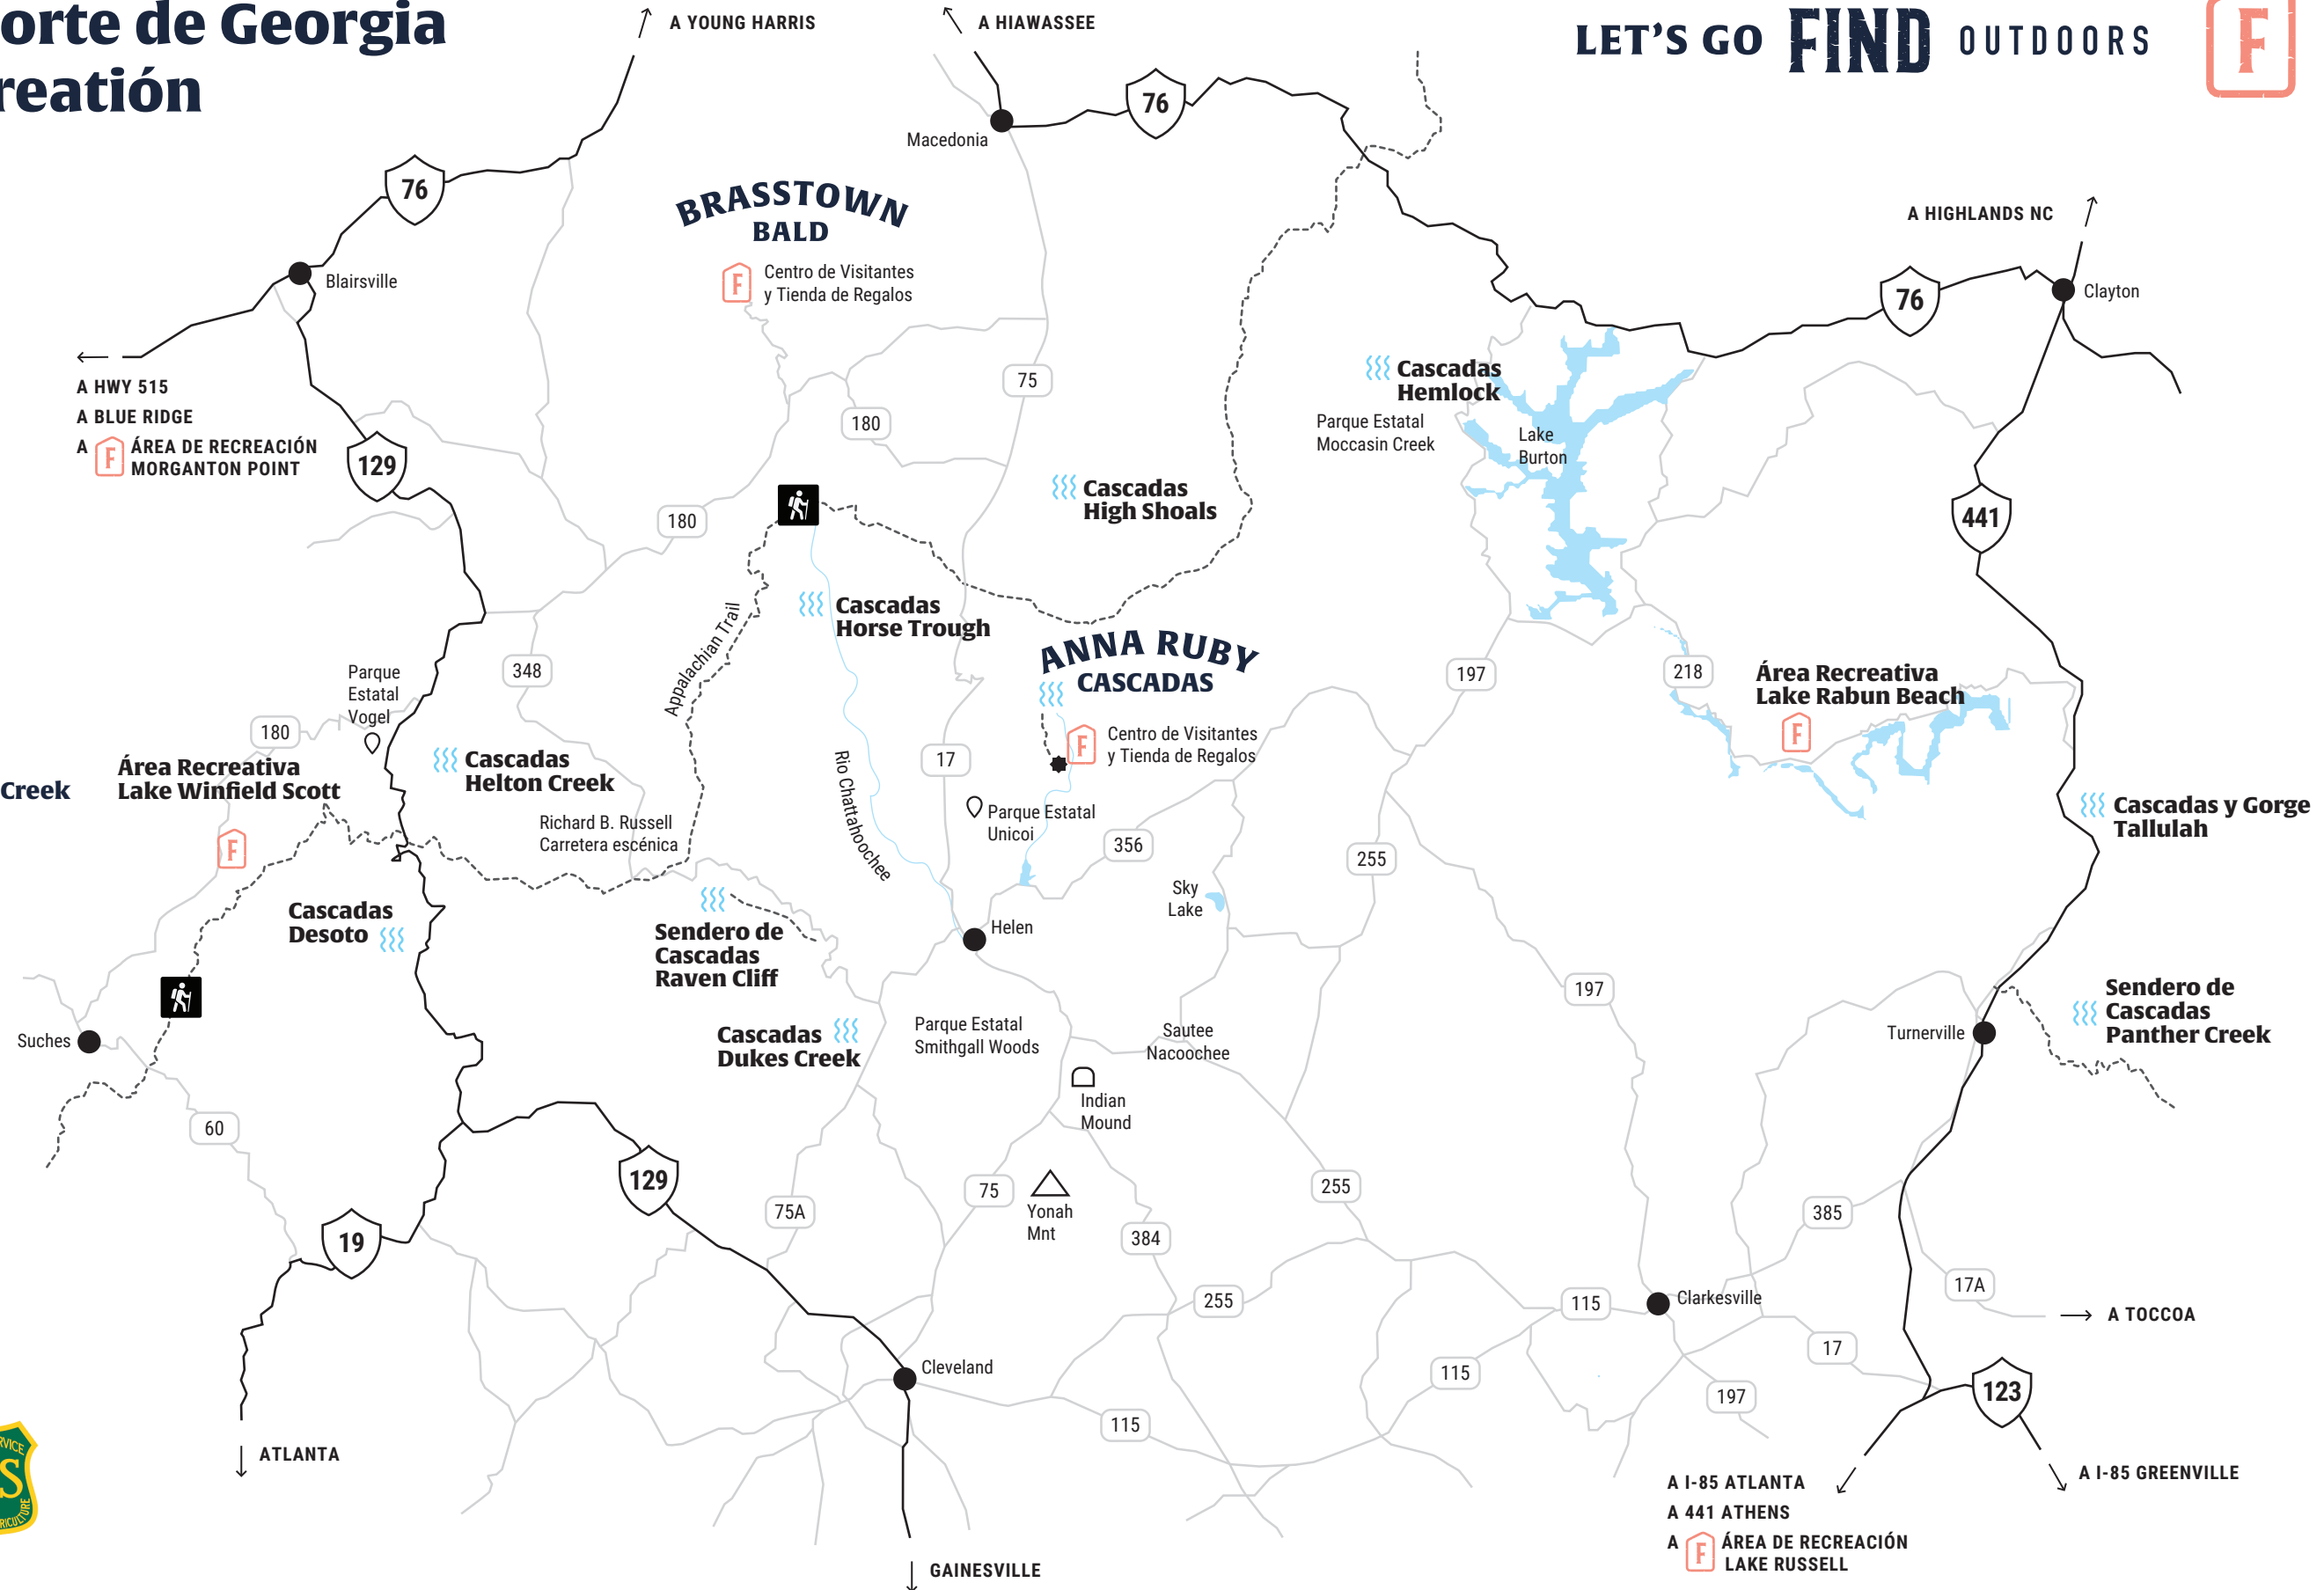 orte de Georgia
reatión
A YOUNG HARRIS
A HIAWASSEE
LET'S GO FIND OUTDOORS
F
Macedonia
76
76
BRASSTOWN
BALD
F
Centro de Visitantes
y Tienda de Regalos
A HIGHLANDS NC
Blairsville
76
Clayton
A HWY 515
A BLUE RIDGE
A F ÁREA DE RECREACIÓN
MORGANTON POINT
129
75
180
180
Cascadas
Hemlock
Parque Estatal
Moccasin Creek
Lake
Burton
Cascadas
High Shoals
441
Cascadas
Horse Trough
Appalachian Trail
348
ANNA RUBY
CASCADAS
197
218
Área Recreativa
Lake Rabun Beach
F
Parque
Estatal
Vogel
180
Creek
Área Recreativa
Lake Winfield Scott
F
Cascadas
Helton Creek
Richard B. Russell
Carretera escénica
Rio Chattahoochee
17
F
Centro de Visitantes
y Tienda de Regalos
Parque Estatal
Unicoi
356
255
Cascadas y Gorge
Tallulah
Sky
Lake
Cascadas
Desoto
Sendero de
Cascadas
Raven Cliff
Helen
197
Sendero de
Cascadas
Panther Creek
Suches
Cascadas
Dukes Creek
Parque Estatal
Smithgall Woods
Sautee
Nacoochee
Turnerville
Indian
Mound
60
129
75A
75
Yonah
Mnt
384
255
385
19
255
115
Clarkesville
17A
A TOCCOA
17
Cleveland
115
197
123
115
ATLANTA
RVICE
S
RICULTURE
A I-85 ATLANTA
A 441 ATHENS
A F ÁREA DE RECREACIÓN
LAKE RUSSELL
A I-85 GREENVILLE
GAINESVILLE